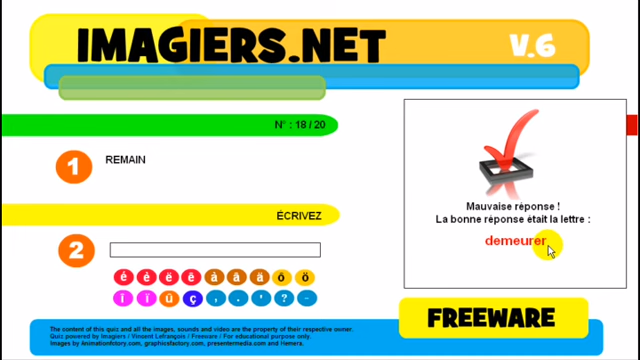 IMAGIERS.NET
V.6
N° : 18 / 20
1 REMAIN
ÉCRIVEZ
2
Mauvaise réponse !
La bonne réponse était la lettre :
demeurer
FREEWARE
The content of this quiz and all the images, sounds and video are the property of their respective owner.
Quiz powered by Imagiers / Vincent Lefrançois / Freeware / For educational purpose only.
Images by Animationfctory.com, graphicsfactory.com, presentermedia.com and Hemera.